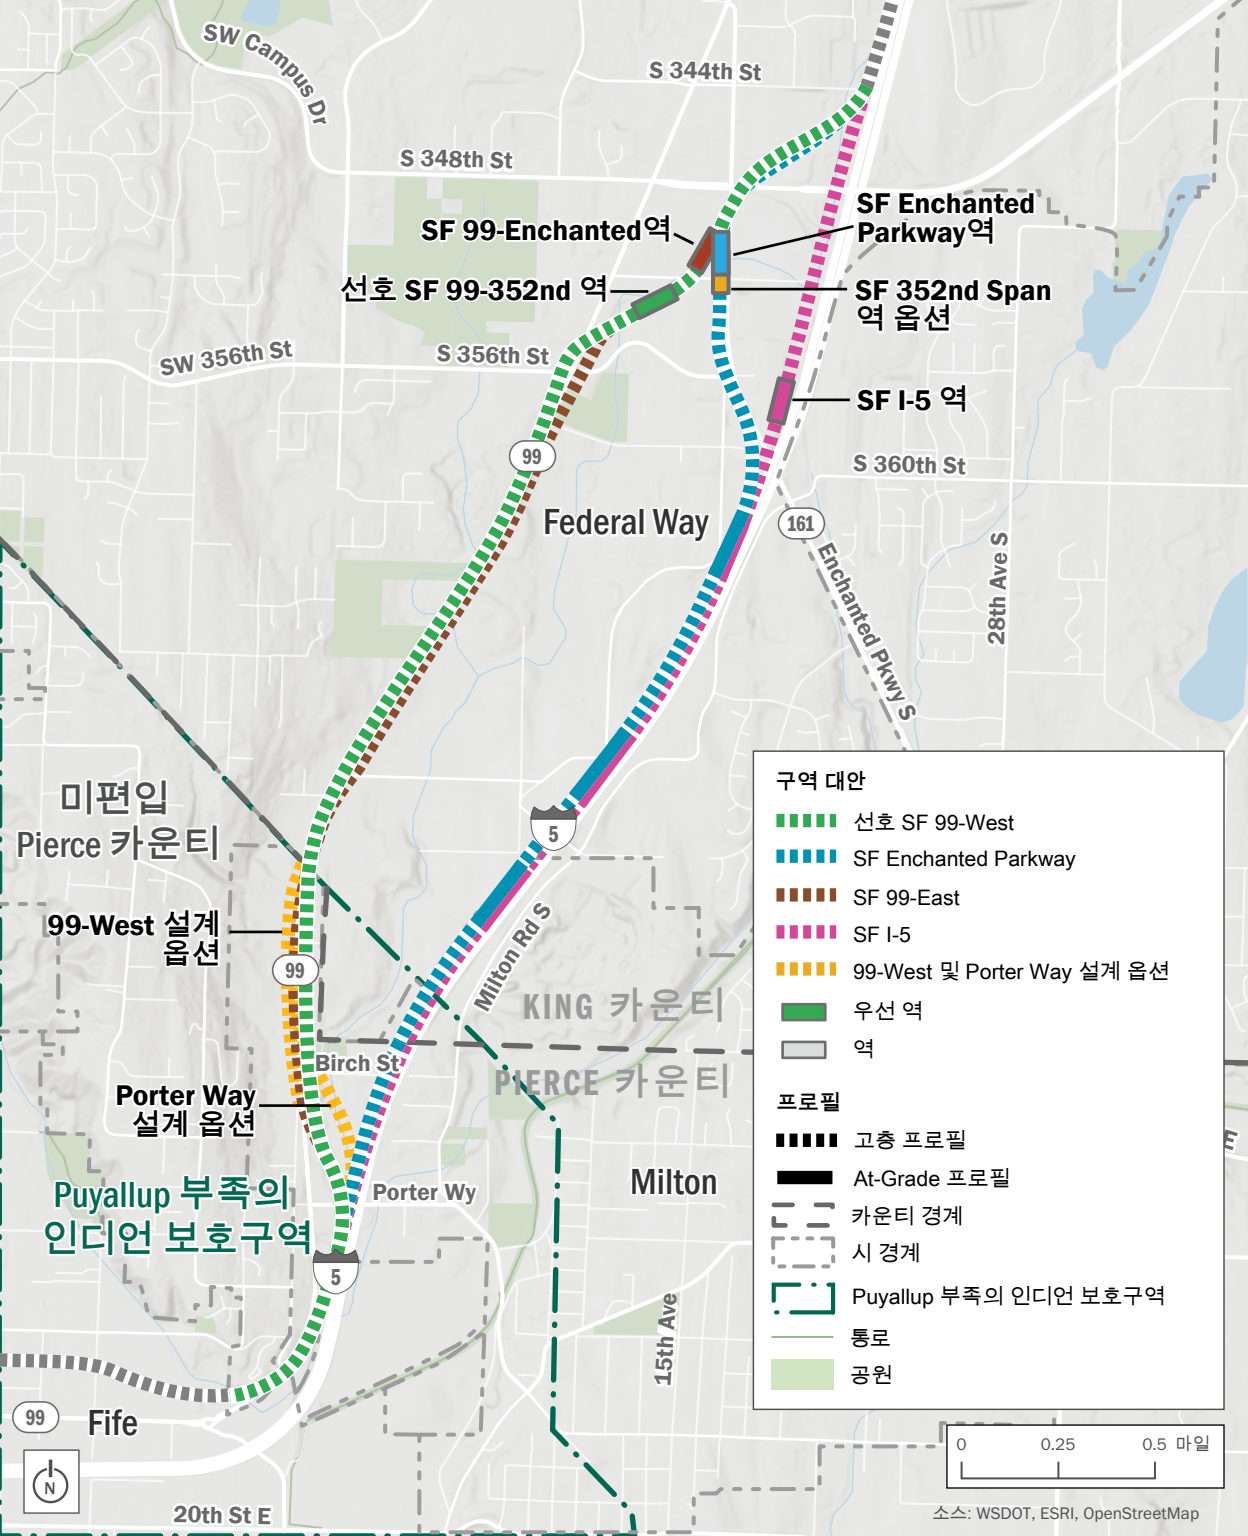 SW Campus Dr
S 344th St
S 348th St
SF Enchanted
Parkway역
SF 99-Enchanted역
선호 SF 99-352nd 역
SF 352nd Span
역 옵션
SW 356th St
S 356th St
SF I-5 역
99
S 360th St
Federal Way
161
Enchanted Pkwy S
28th Ave S
미편입
Pierce 카운티
5
99-West 설계
옵션
99
Milton Rd S
KING 카운티
Birch St
PIERCE 카운티
Porter Way
설계 옵션
Puyallup 부족의
인디언 보호구역
Porter Wy
Milton
5
15th Ave
99
Fife
N
20th St E
E
구역 대안
선호 SF 99-West
SF Enchanted Parkway
SF 99-East
SF I-5
99-West 및 Porter Way 설계 옵션
우선 역
역
프로필
고층 프로필
At-Grade 프로필
카운티 경계
시 경계
Puyallup 부족의 인디언 보호구역
통로
공원
0 0.25 0.5 마일
소스: WSDOT, ESRI, OpenStreetMap